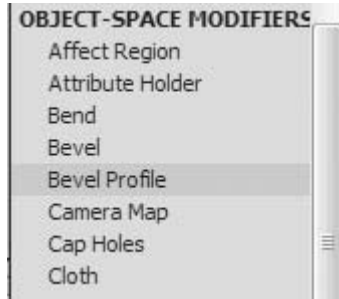 OBJECT-SPACE MODIFIERS
Affect Region
Attribute Holder
Bend
Bevel
Bevel Profile
Camera Map
Cap Holes
Cloth